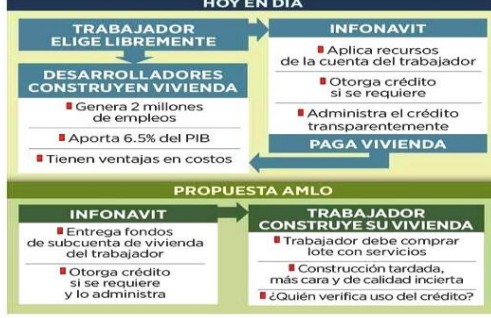 HOY EN DÍA
TRABAJADOR
ELIGE LIBREMENTE
DESARROLLADORES
CONSTRUYEN VIVIENDA
Genera 2 millones
de empleos
Aporta 6.5% del PIB
Tienen ventajas en costos
INFONAVIT
Aplica recursos
de la cuenta del trabajador
Otorga crédito
si se requiere
Administra el crédito
transparentemente
PAGA VIVIENDA
PROPUESTA AMLO
INFONAVIT
Entrega fondos
de subcuenta de vivienda
del trabajador
Otorga crédito
si se requiere
y lo administra
TRABAJADOR
CONSTRUYE SU VIVIENDA
Trabajador debe comprar
lote con servicios
Construcción tardada,
más cara y de calidad incierta
¿Quién verifica uso del crédito?